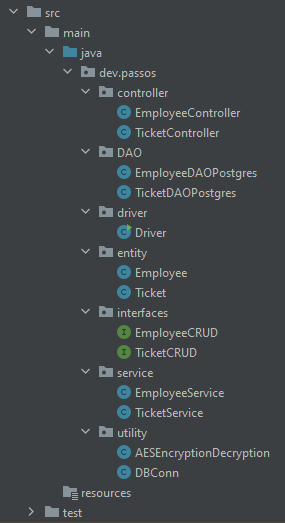 src
main
java
dev.passos
controller
EmployeeController
TicketController
DAO
EmployeeDAOPostgres
TicketDAOPostgres
driver
Driver
entity
Employee
Ticket
interfaces
EmployeeCRUD
TicketCRUD
service
EmployeeService
TicketService
utility
AESEncryptionDecryption
DBConn
resources
test